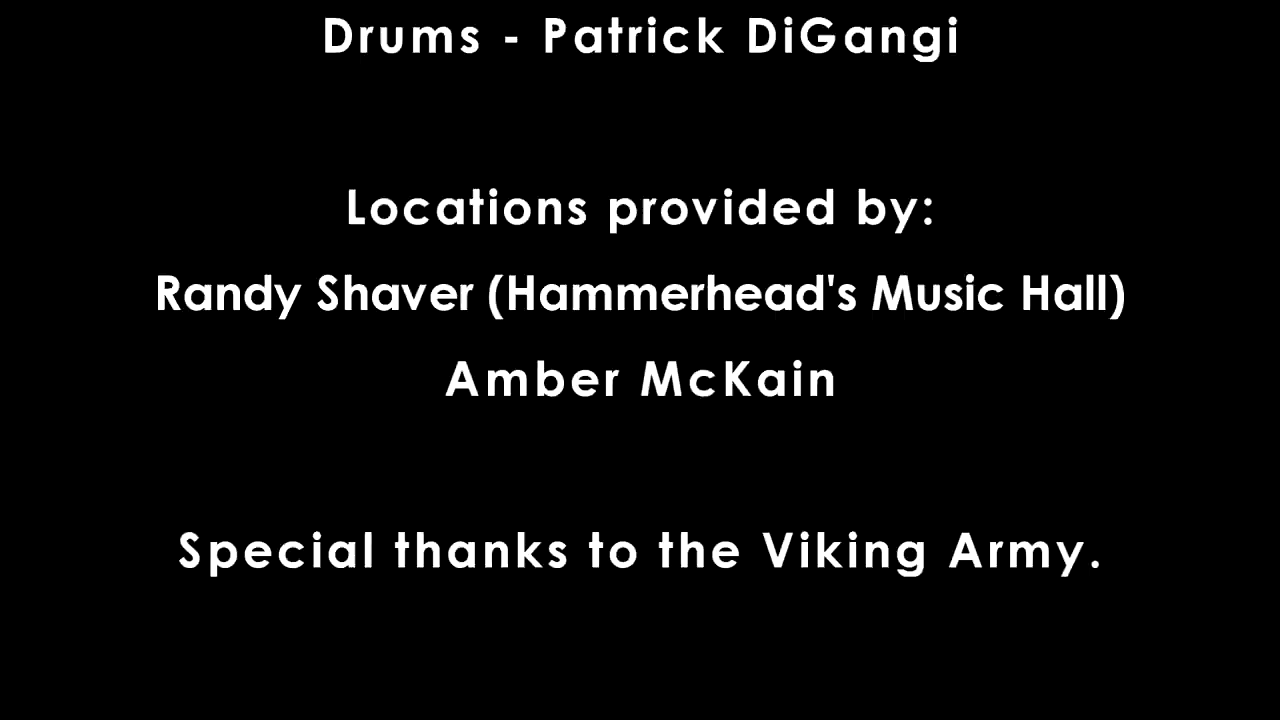 Drums - Patrick DiGangi
Locations provided by:
Randy Shaver (Hammerhead's Music Hall)
Amber McKain
Special thanks to the Viking Army.